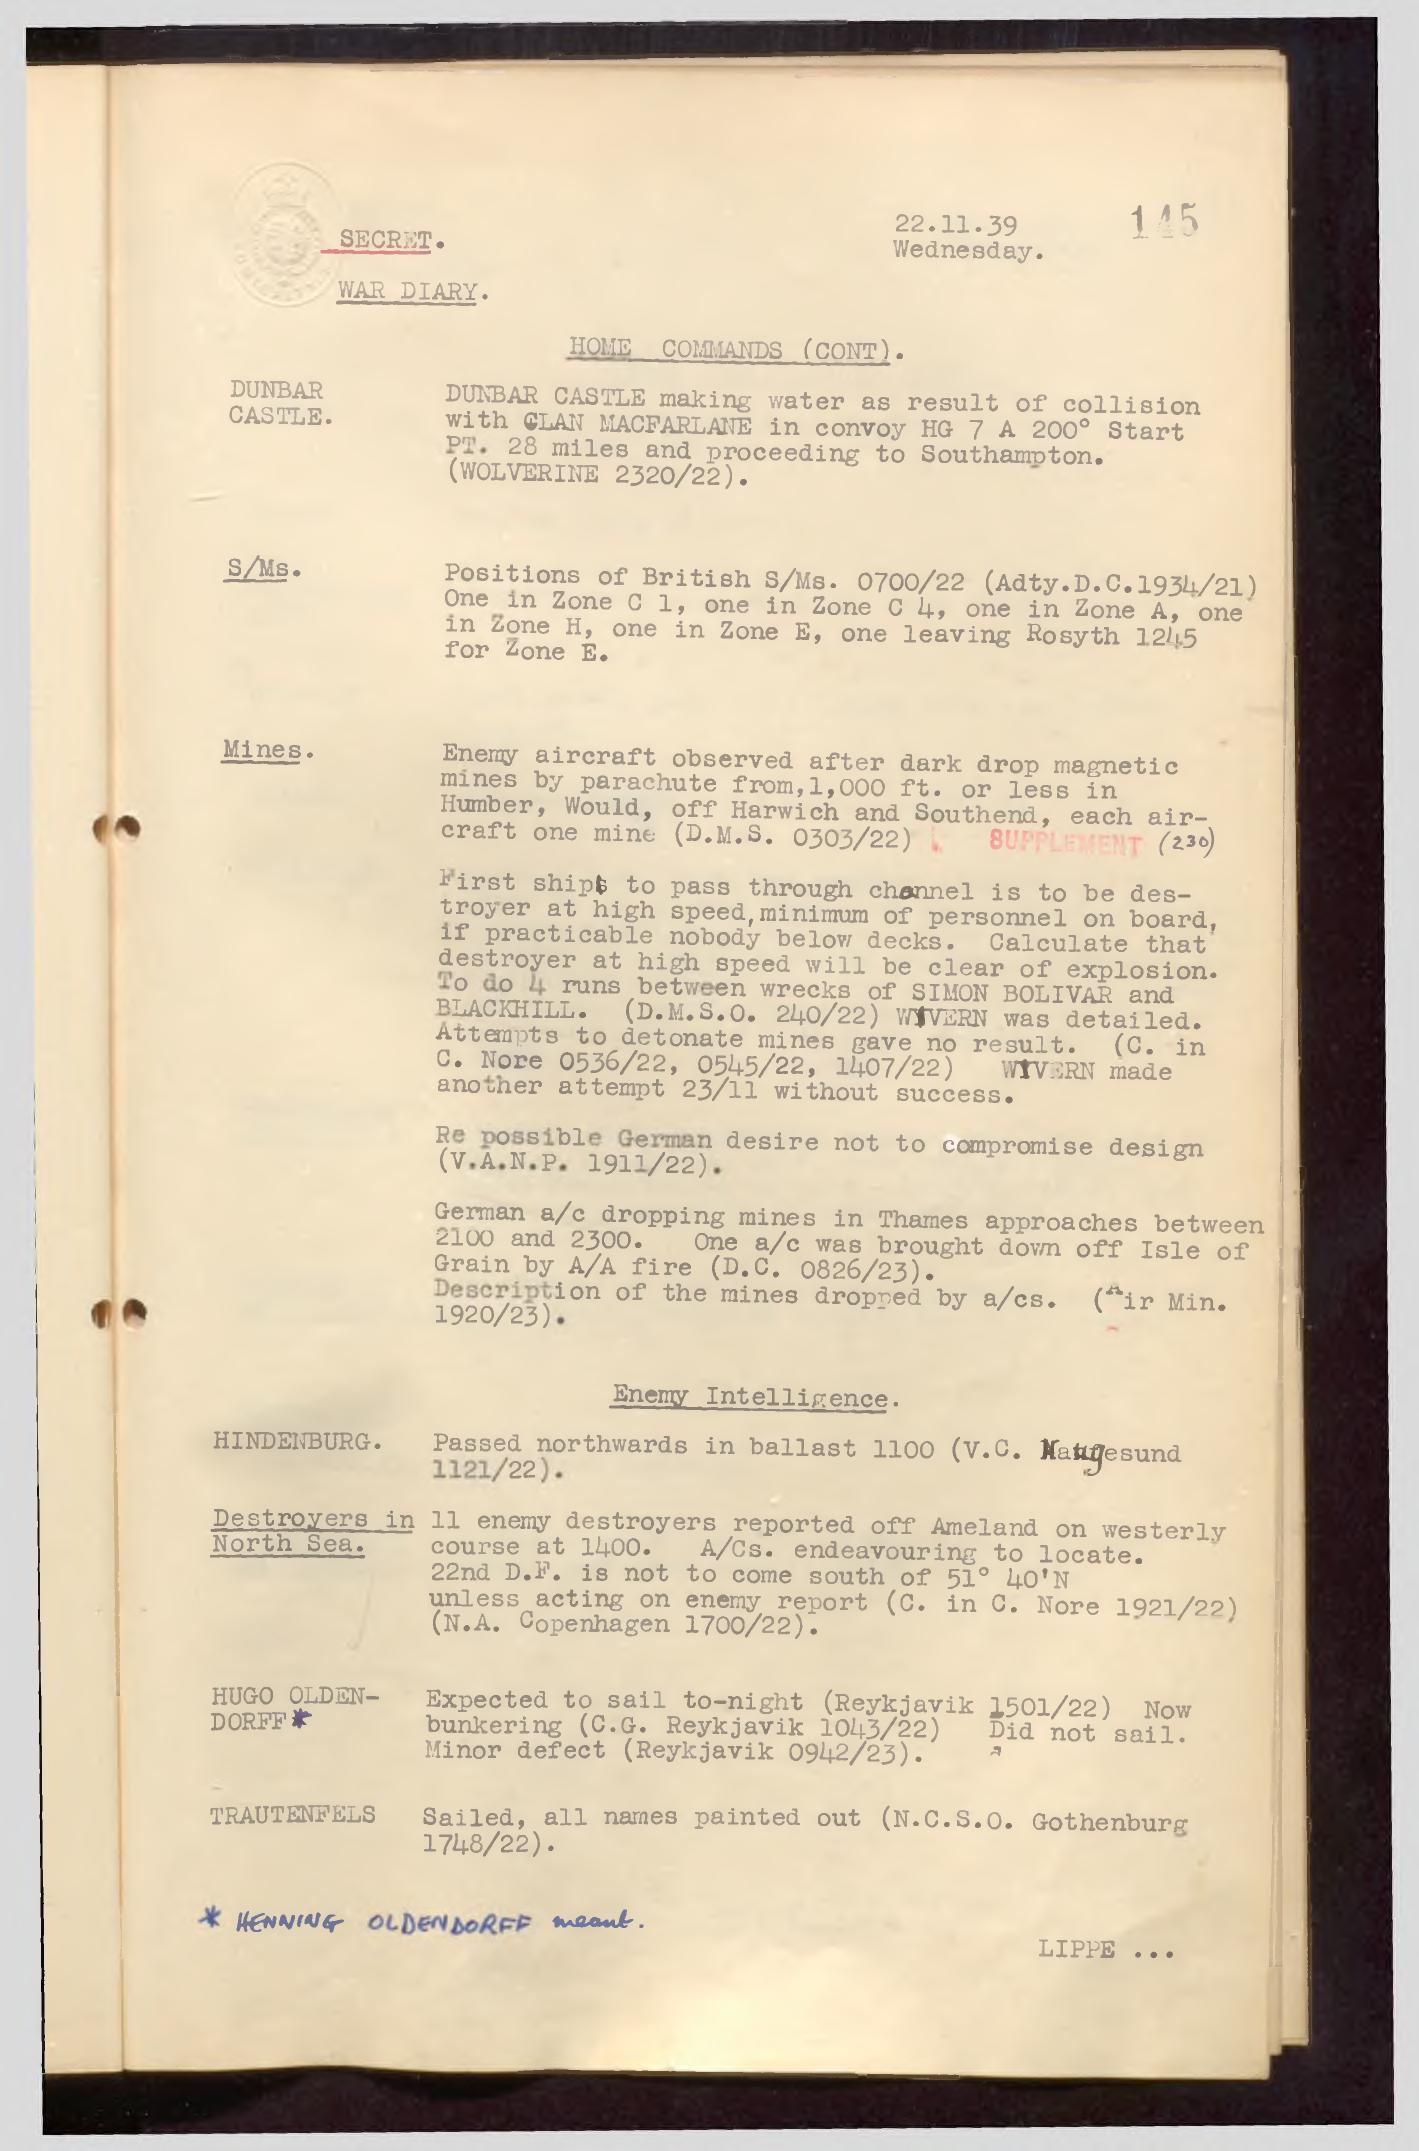 22.11.39
145
SECRET.
Wednesday.
WAR DIARY.
HOME COMMANDS (CONT).
DUNBAR
CASTLE.
DUNBAR CASTLE making water as result of collision
with CLAN MACFARLANE in convoy HG 7 A 200° Start
PT. 28 miles and proceeding to Southampton.
(WOLVERINE 2320/22).
S/Ms.
Positions of British S/Ms. 0700/22 (Adty.D.C.1934/21)
One in Zone C 1, one in Zone C 4, one in Zone A, one
in Zone H, one in Zone E, one leaving Rosyth 1245
for Zone E.
Mines.
Enemy aircraft observed after dark drop magnetic
mines by parachute from,1,000 ft. or less in
Humber, Would, off Harwich and Southend, each air-
craft one mine (D.M.S. 0303/22). SUPPLEMENT (230)
First ship to pass through channel is to be des-
troyer at high speed,minimum of personnel on board,
if practicable nobody below decks. Calculate that
destroyer at high speed will be clear of explosion.
To do 4 runs between wrecks of SIMON BOLIVAR and
BLACKHILL. (D.M.S.O. 240/22) WIVERN was detailed.
Attempts to detonate mines gave no result. (C. in
C. Nore 0536/22, 0545/22, 1407/22) WIVERN made
another attempt 23/11 without success.
Re possible German desire not to compromise design
(V.A.N.P. 1911/22).
German a/c dropping mines in Thames approaches between
2100 and 2300. One a/c was brought down off Isle of
Grain by A/A fire (D.C. 0826/23).
Description of the mines dropped by a/cs. (Air Min.
1920/23).
Enemy Intelligence.
HINDENBURG.
Passed northwards in ballast 1100 (V.C. Haugesund
1121/22).
Destroyers in
North Sea.
11 enemy destroyers reported off Ameland on westerly
course at 1400. A/Cs. endeavouring to locate.
22nd D.F. is not to come south of 51° 40'N
unless acting on enemy report (C. in C. Nore 1921/22)
(N.A. Copenhagen 1700/22).
HUGO OLDEN-
DORFF*
Expected to sail to-night (Reykjavik 1501/22) Now
bunkering (C.G. Reykjavik 1043/22) Did not sail.
Minor defect (Reykjavik 0942/23).
TRAUTENFELS
Sailed, all names painted out (N.C.S.O. Gothenburg
1748/22).
* HENNING OLDENDORFF meant.
LIPPE ...